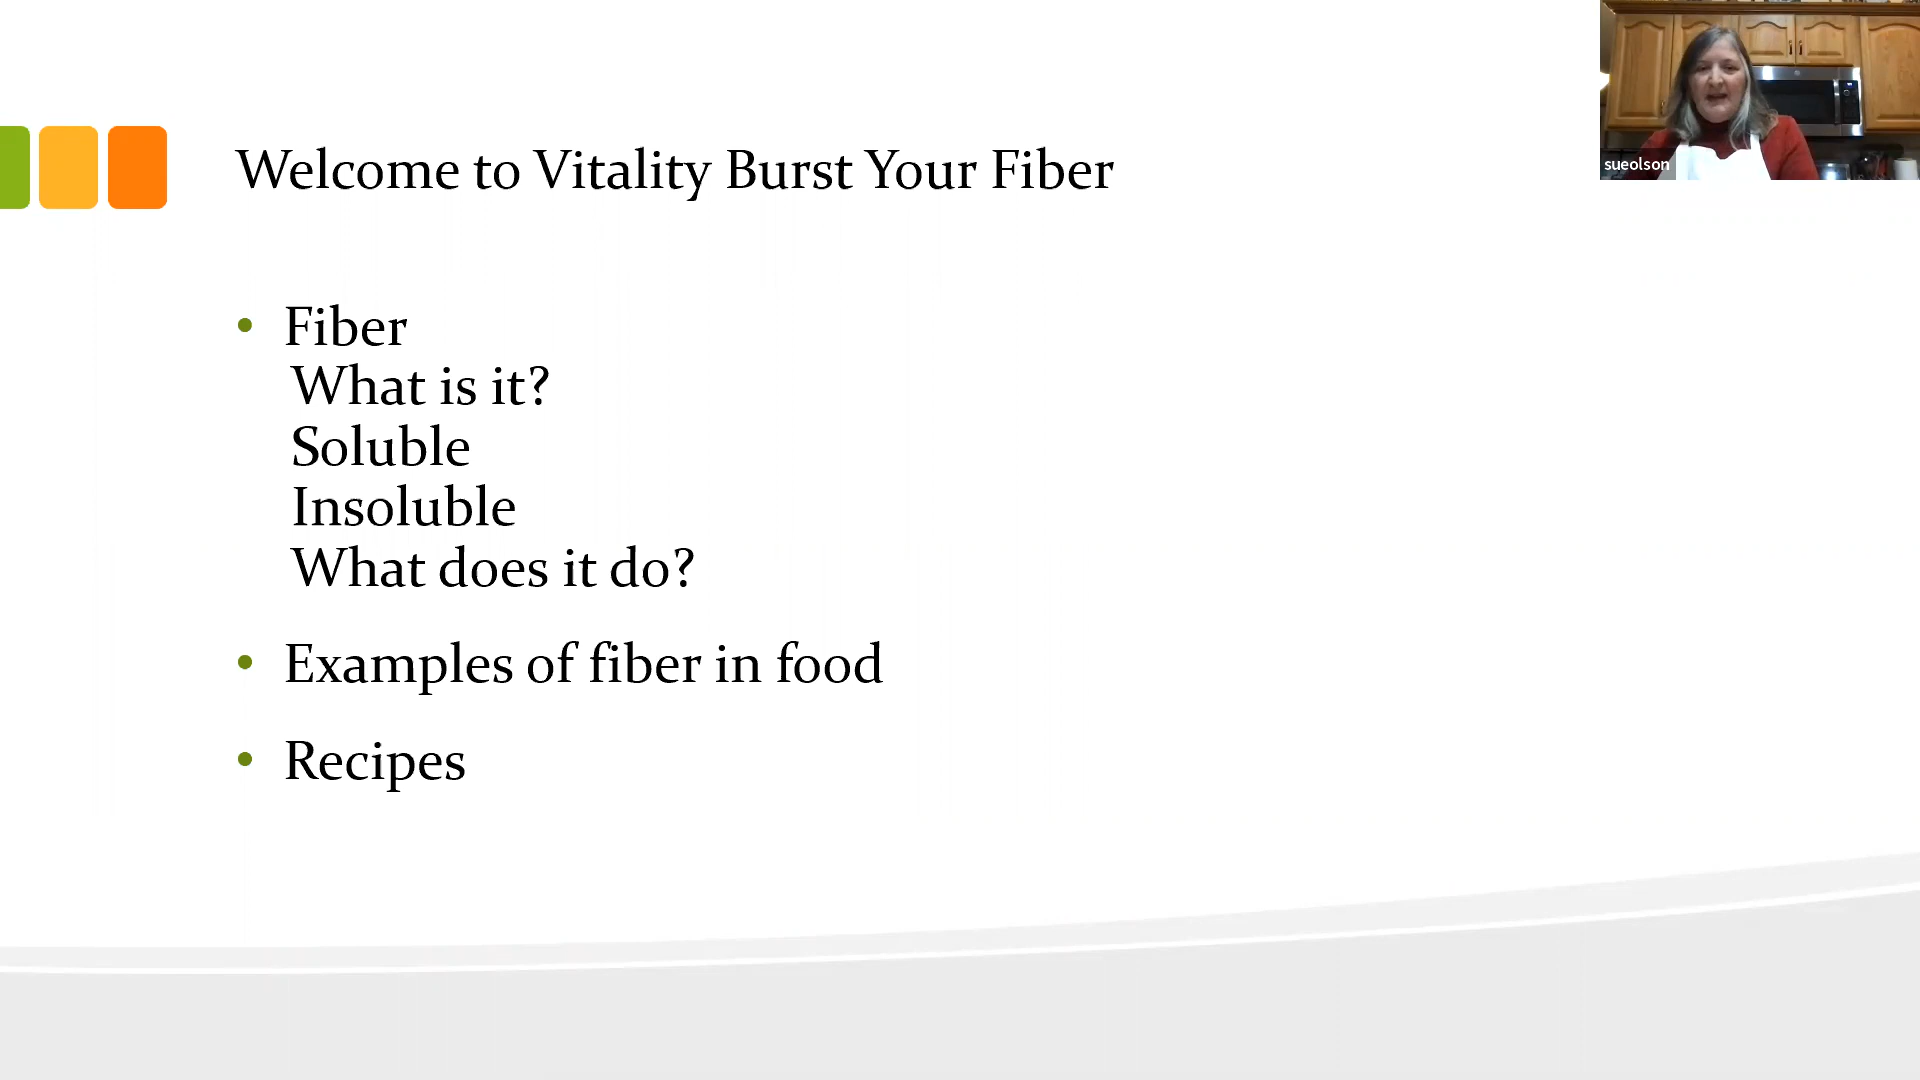 Welcome to Vitality Burst Your Fiber
sueolson
• Fiber
What is it?
Soluble
Insoluble
What does it do?
• Examples of fiber in food
• Recipes